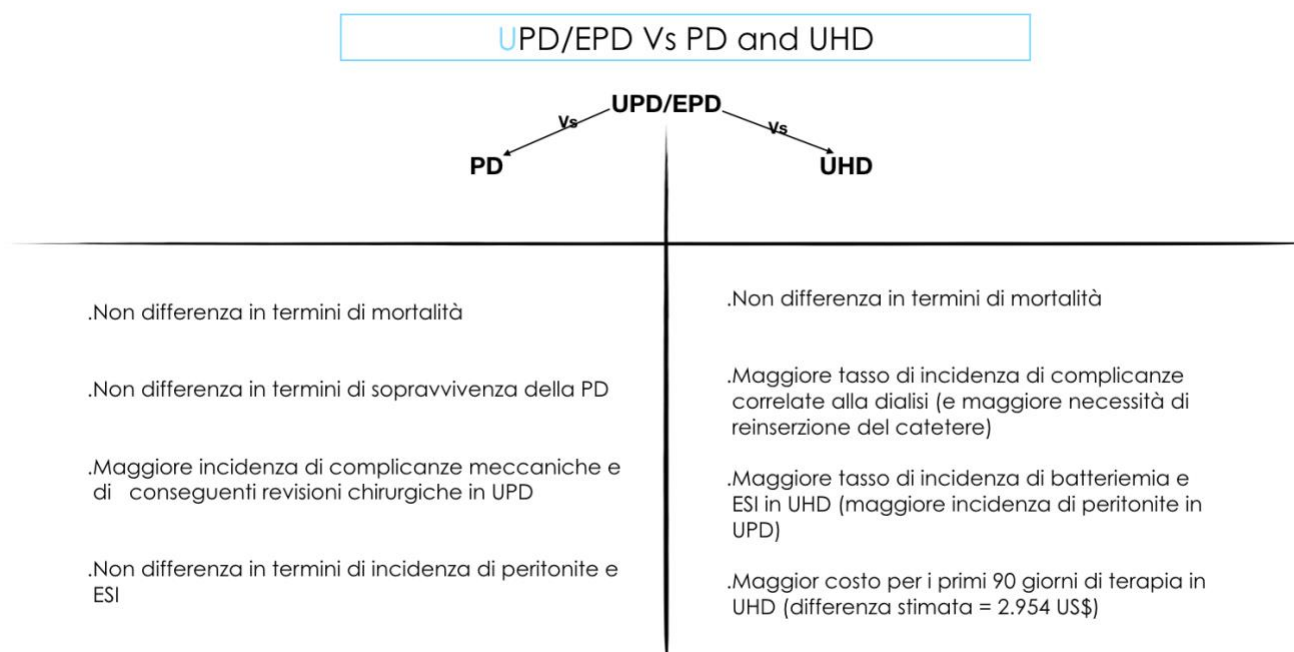 UPD/EPD Vs PD and UHD
UPD/EPD
Vs
Vs
PD
UHD
.Non differenza in termini di mortalità
.Non differenza in termini di sopravvivenza della PD
.Maggiore incidenza di complicanze meccaniche e
di conseguenti revisioni chirurgiche in UPD
.Non differenza in termini di incidenza di peritonite e
ESI
.Non differenza in termini di mortalità
.Maggiore tasso di incidenza di complicanze
correlate alla dialisi (e maggiore necessità di
reinserzione del catetere)
.Maggiore tasso di incidenza di batteriemia e
ESI in UHD (maggiore incidenza di peritonite in
UPD)
.Maggior costo per i primi 90 giorni di terapia in
UHD (differenza stimata = 2.954 US$)